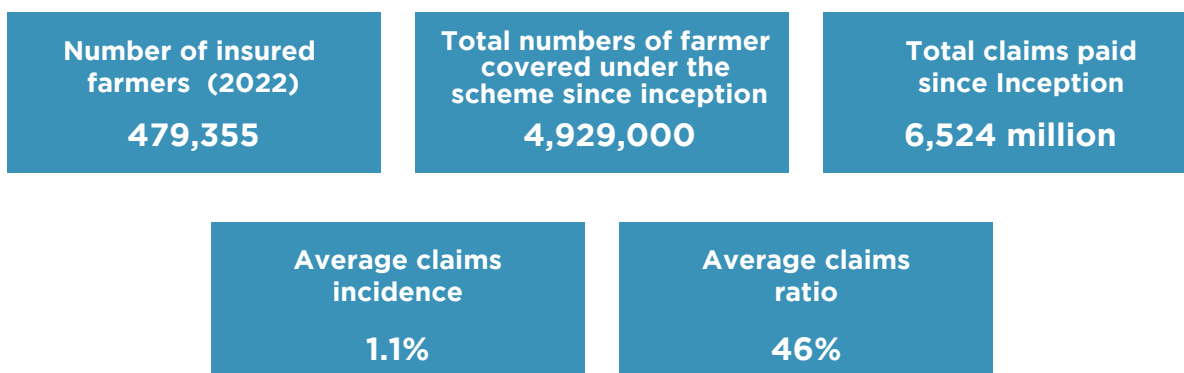 Number of insured
farmers (2022)
479,355
Total numbers of farmer
covered under the
scheme since inception
4,929,000
Total claims paid
since Inception
6,524 million
Average claims
incidence
1.1%
Average claims
ratio
46%